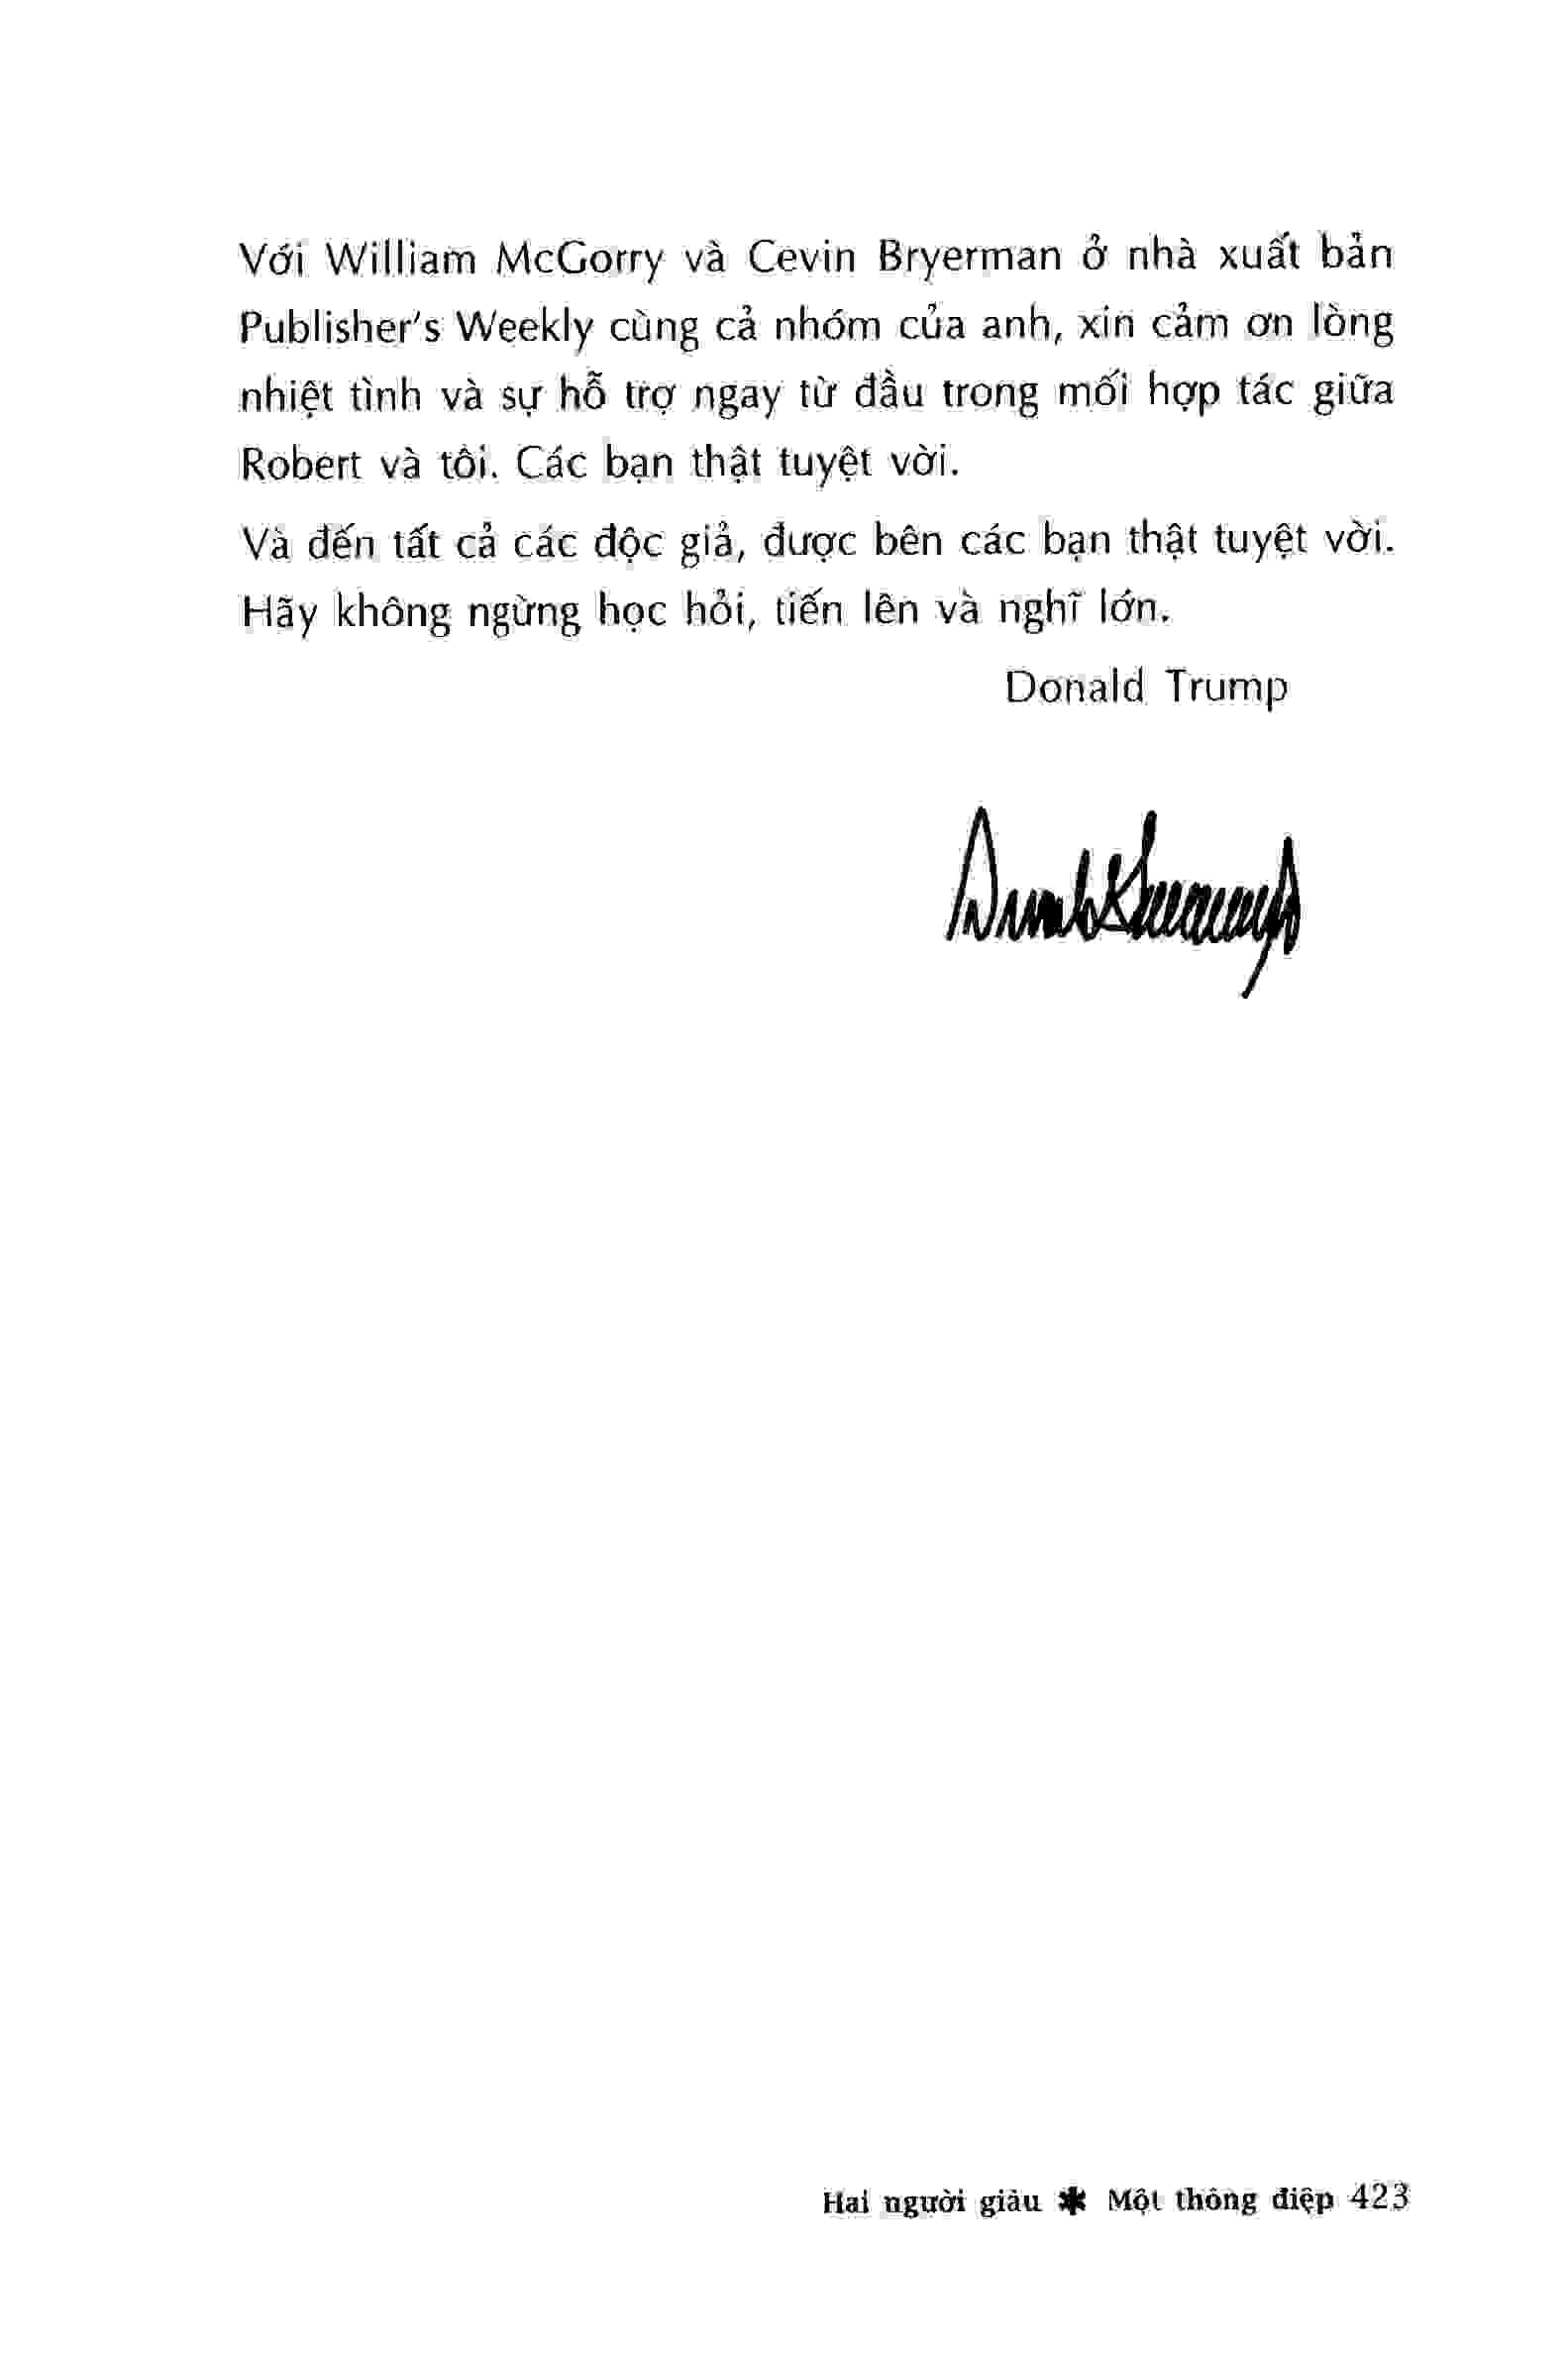 Với William McGorry và Cevin Bryerman ở nhà xuất bản
Publisher's Weekly cùng cả nhóm của anh, xin cảm ơn lòng
nhiệt tình và sự hỗ trợ ngay từ đầu trong mối hợp tác giữa
Robert và tôi. Các bạn thật tuyệt vời.
Và đến tất cả các độc giả, được bên các bạn thật tuyệt vời.
Hãy không ngừng học hỏi, tiến lên và nghĩ lớn.
Donald Trump
Hai người giàu ✱ Một thông điệp 423